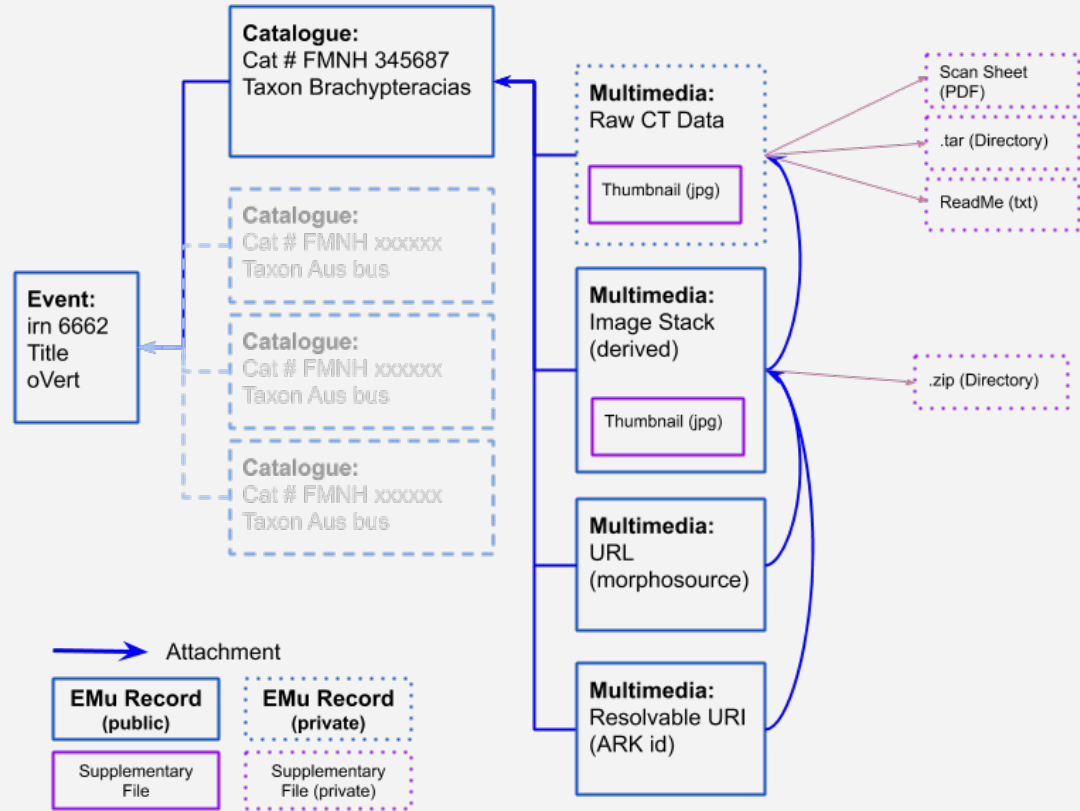 Catalogue:
Cat # FMNH 345687
Taxon Brachypteracias
Catalogue:
Cat # FMNH xxxxxx
Taxon Aus bus
Catalogue:
Cat # FMNH xxxxxx
Taxon Aus bus
Catalogue:
Cat # FMNH xxxxxx
Taxon Aus bus
Event:
irn 6662
Title
oVert
Multimedia:
Raw CT Data
Thumbnail (jpg)
Multimedia:
Image Stack
(derived)
Thumbnail (jpg)
Multimedia:
URL
(morphosource)
Multimedia:
Resolvable URI
(ARK id)
Scan Sheet
(PDF)
.tar (Directory)
ReadMe (txt)
.zip (Directory)
Attachment
EMu Record
(public)
EMu Record
(private)
Supplementary
File
Supplementary
File (private)